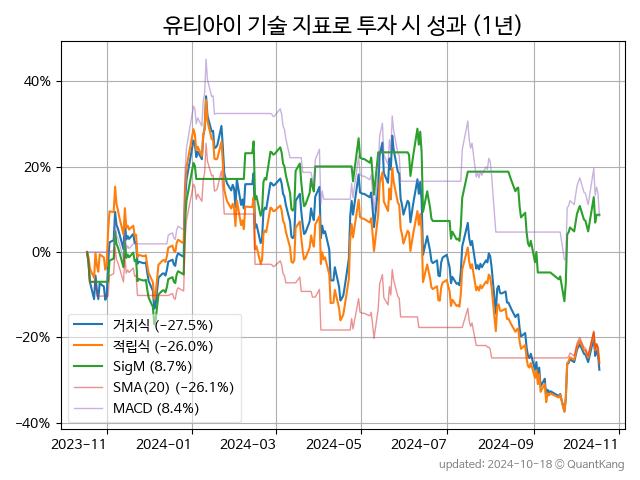 유티아이 기술 지표로 투자 시 성과 (1년)
40%
20%
0%
−20%
−40%
거치식 (−27.5%)
적립식 (−26.0%)
SigM (8.7%)
SMA(20) (−26.1%)
MACD (8.4%)
2023-11 2024-01 2024-03 2024-05 2024-07 2024-09 2024-11
updated: 2024-10-18 © QuantKang